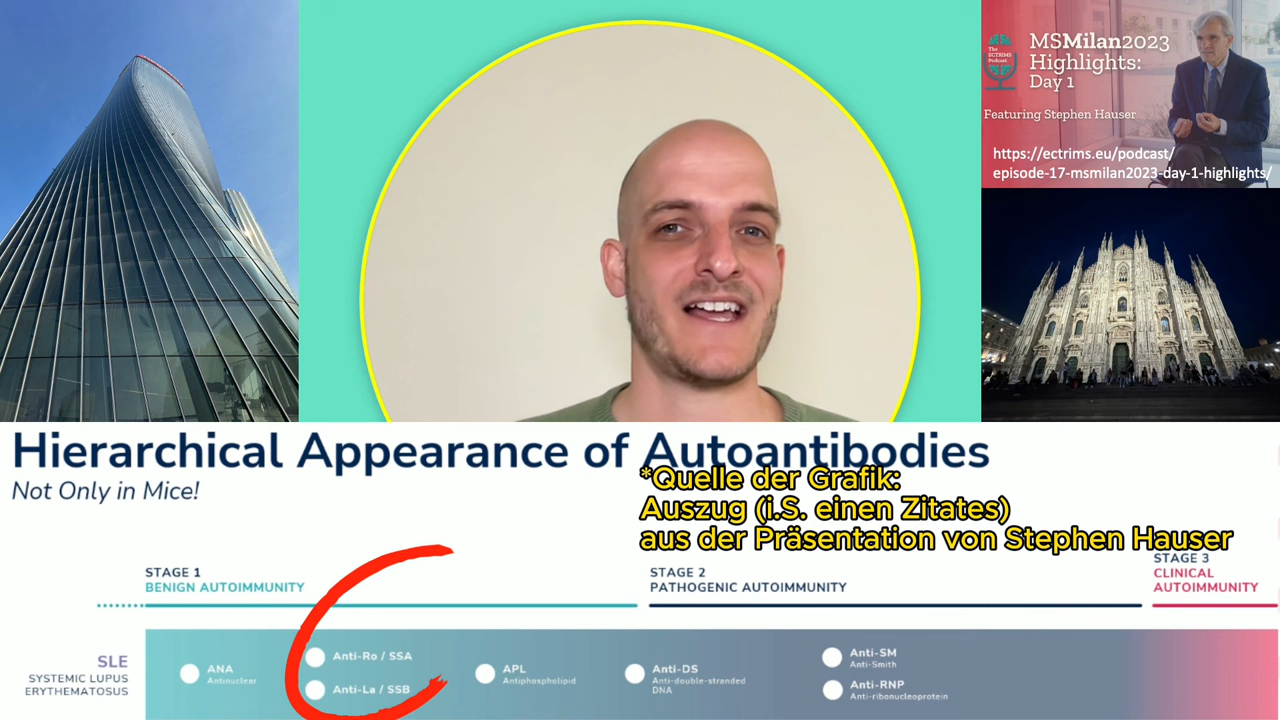 The
ECTRIMS
Podcast
MSMilan2023
Highlights:
Day 1
Featuring Stephen Hauser
https://ectrims.eu/podcast/
episode-17-msmilan2023-day-1-highlights/
Hierarchical Appearance of Autoantibodies
Not Only in Mice!
*Quelle der Grafik:
Auszug (i.S. einen Zitates)
aus der Präsentation von Stephen Hauser
STAGE 1
BENIGN AUTOIMMUNITY
STAGE 2
PATHOGENIC AUTOIMMUNITY
STAGE 3
CLINICAL
AUTOIMMUNITY
SLE
SYSTEMIC LUPUS
ERYTHEMATOSUS
ANA
Antinuclear
Anti-Ro / SSA
Anti-La / SSB
APL
Antiphospholipid
Anti-DS
Anti-double-stranded
DNA
Anti-SM
Anti-Smith
Anti-RNP
Anti-ribonucleoprotein